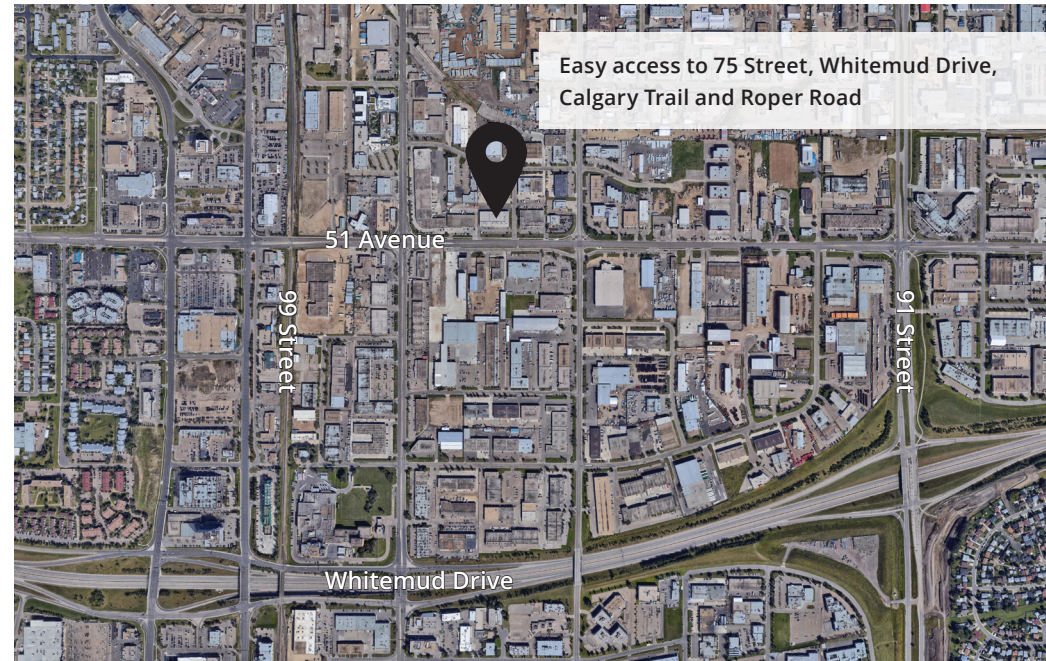 Easy access to 75 Street, Whitemud Drive,
Calgary Trail and Roper Road
51 Avenue
99 Street
91 Street
Whitemud Drive